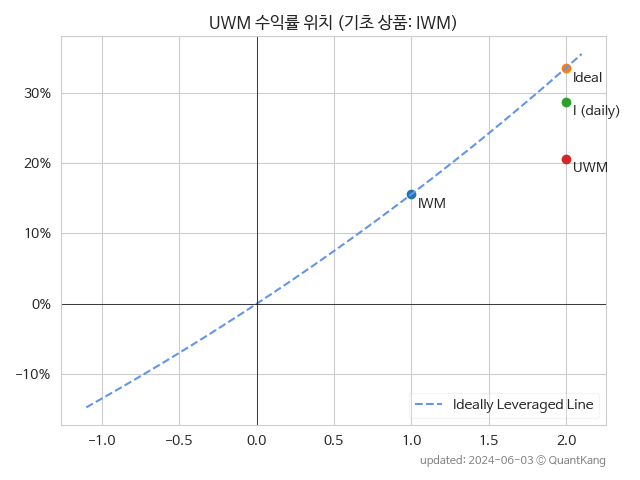 UWM 수익률 위치 (기초 상품: IWM)
30%
20%
10%
0%
−10%
Ideal
I (daily)
UWM
IWM
Ideally Leveraged Line
−1.0 −0.5 0.0 0.5 1.0 1.5 2.0
updated: 2024-06-03 © QuantKang